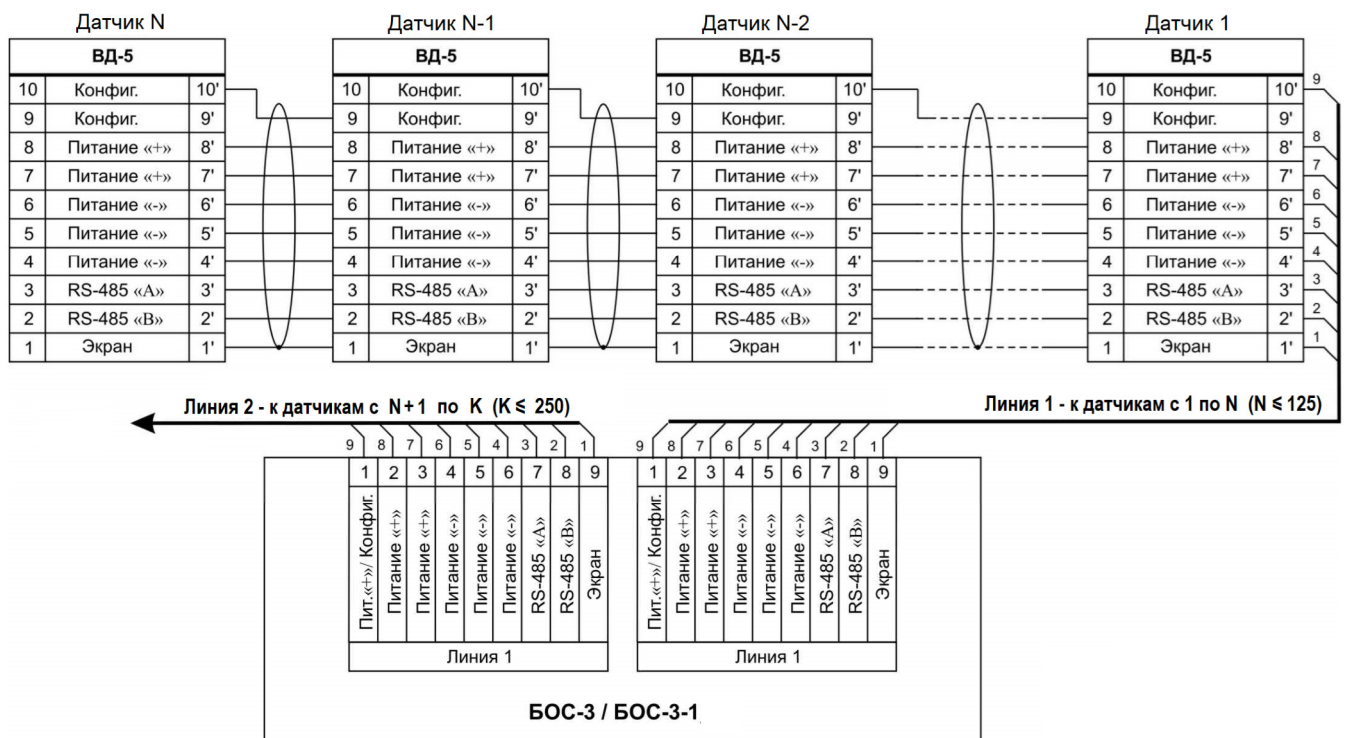 Датчик N Датчик N-1 Датчик N-2 Датчик 1
ВД-5 ВД-5 ВД-5 ВД-5
10 Конфиг. 10' 10 Конфиг. 10' 10 Конфиг. 10' 10 Конфиг. 10' 9
9 Конфиг. 9' 9 Конфиг. 9' 9 Конфиг. 9' 9 Конфиг. 9'
8 Питание «+» 8' 8 Питание «+» 8' 8 Питание «+» 8' 8 Питание «+» 8' 8
7 Питание «+» 7' 7 Питание «+» 7' 7 Питание «+» 7' 7 Питание «+» 7' 7
6 Питание «-» 6' 6 Питание «-» 6' 6 Питание «-» 6' 6 Питание «-» 6' 6
5 Питание «-» 5' 5 Питание «-» 5' 5 Питание «-» 5' 5 Питание «-» 5' 5
4 Питание «-» 4' 4 Питание «-» 4' 4 Питание «-» 4' 4 Питание «-» 4' 4
3 RS-485 «A» 3' 3 RS-485 «A» 3' 3 RS-485 «A» 3' 3 RS-485 «A» 3' 3
2 RS-485 «B» 2' 2 RS-485 «B» 2' 2 RS-485 «B» 2' 2 RS-485 «B» 2' 2
1 Экран 1' 1 Экран 1' 1 Экран 1' 1 Экран 1' 1
Линия 2 - к датчикам с N+1 по K (K ≤ 250) Линия 1 - к датчикам с 1 по N (N ≤ 125)
9 8 7 6 5 4 3 2 1 9 8 7 6 5 4 3 2 1
1 2 3 4 5 6 7 8 9 1 2 3 4 5 6 7 8 9
Пит.«+»/ Конфиг. Питание «+» Питание «+» Питание «-» Питание «-» Питание «-» RS-485 «A» RS-485 «B» Экран Пит.«+»/ Конфиг. Питание «+» Питание «+» Питание «-» Питание «-» Питание «-» RS-485 «A» RS-485 «B» Экран
Линия 1 Линия 1
БОС-3 / БОС-3-1